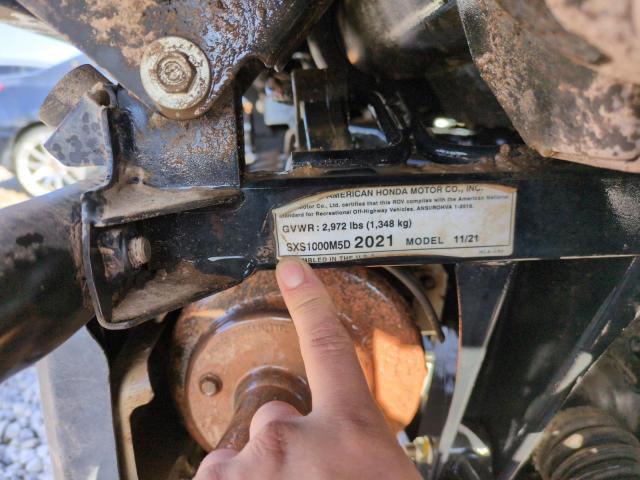 AMERICAN HONDA MOTOR CO., INC.
Motor Co., Ltd. certifies that this ROV complies with the American National
Standard for Recreational Off-Highway Vehicles, ANSI/ROHVA 1-2016.
GVWR : 2,972 lbs (1,348 kg)
SXS1000M5D 2021 MODEL 11/21
MBLED IN THE U.S.A.